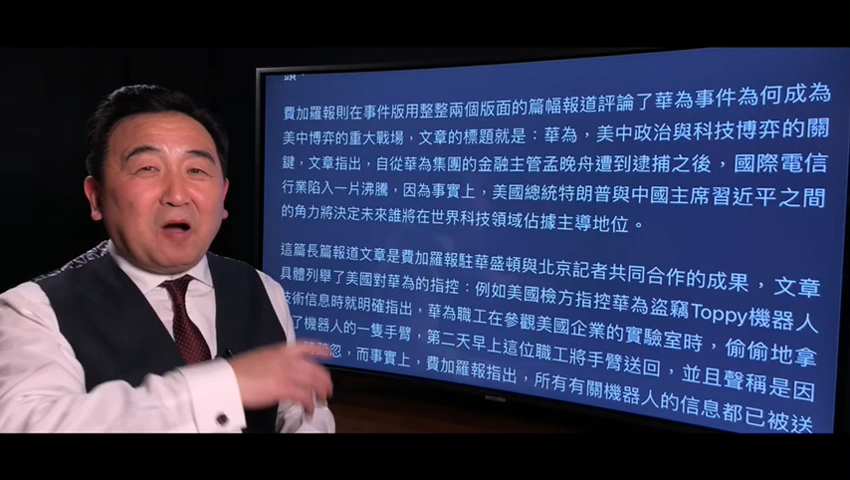 費加羅報則在事件版用整整兩個版面的篇幅報道評論了華為事件為何成為
美中博弈的重大戰場，文章的標題就是：華為，美中政治與科技博弈的關
鍵，文章指出，自從華為集團的金融主管孟晚舟遭到逮捕之後，國際電信
行業陷入一片沸騰，因為事實上，美國總統特朗普與中國主席習近平之間
的角力將決定未來誰將在世界科技領域佔據主導地位。
這篇長篇報道文章是費加羅報駐華盛頓與北京記者共同合作的成果，文章
具體列舉了美國對華為的指控：例如美國檢方指控華為盜竊Toppy機器人
技術信息時就明確指出，華為職工在參觀美國企業的實驗室時，偷偷地拿
了機器人的一隻手臂，第二天早上這位職工將手臂送回，並且聲稱是因
疏忽，而事實上，費加羅報指出，所有有關機器人的信息都已被送